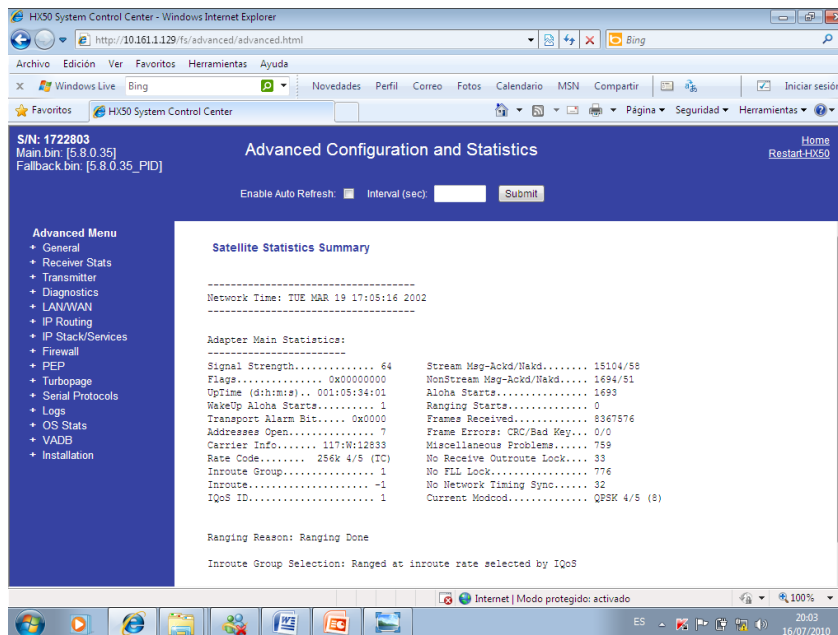 HX50 System Control Center - Windows Internet Explorer
http://10.161.1.129/fs/advanced/advanced.html
Bing
Archivo Edición Ver Favoritos Herramientas Ayuda
x Windows Live Bing Novedades Perfil Correo Fotos Calendario MSN Compartir Iniciar sesión
Favoritos HX50 System Control Center Página Seguridad Herramientas
S/N: 1722803
Main.bin: [5.8.0.35]
Fallback.bin: [5.8.0.35_PID]
Advanced Configuration and Statistics
Home
Restart-HX50
Enable Auto Refresh: Interval (sec): Submit
Advanced Menu
+ General
+ Receiver Stats
+ Transmitter
+ Diagnostics
+ LAN/WAN
+ IP Routing
+ IP Stack/Services
+ Firewall
+ PEP
+ Turbopage
+ Serial Protocols
+ Logs
+ OS Stats
+ VADB
+ Installation
Satellite Statistics Summary
------------------------------------
Network Time: TUE MAR 19 17:05:16 2002
------------------------------------
Adapter Main Statistics:
------------------------
Signal Strength.............. 64 Stream Msg-Ackd/Nakd........ 15104/58
Flags.............. 0x00000000 NonStream Msg-Ackd/Nakd..... 1694/51
UpTime (d:h:m:s).. 001:05:34:01 Aloha Starts............... 1693
WakeUp Aloha Starts.......... 1 Ranging Starts............. 0
Transport Alarm Bit..... 0x0000 Frames Received............ 8367576
Addresses Open............... 7 Frame Errors: CRC/Bad Key... 0/0
Carrier Info....... 117:W:12833 Miscellaneous Problems...... 759
Rate Code........ 256k 4/5 (TC) No Receive Outroute Lock.... 33
Inroute Group................ 1 No FLL Lock................ 776
Inroute..................... -1 No Network Timing Sync...... 32
IQoS ID...................... 1 Current Modcod............. QPSK 4/5 (8)
Ranging Reason: Ranging Done
Inroute Group Selection: Ranged at inroute rate selected by IQoS
Internet | Modo protegido: activado 100%
ES 20:03
16/07/2010